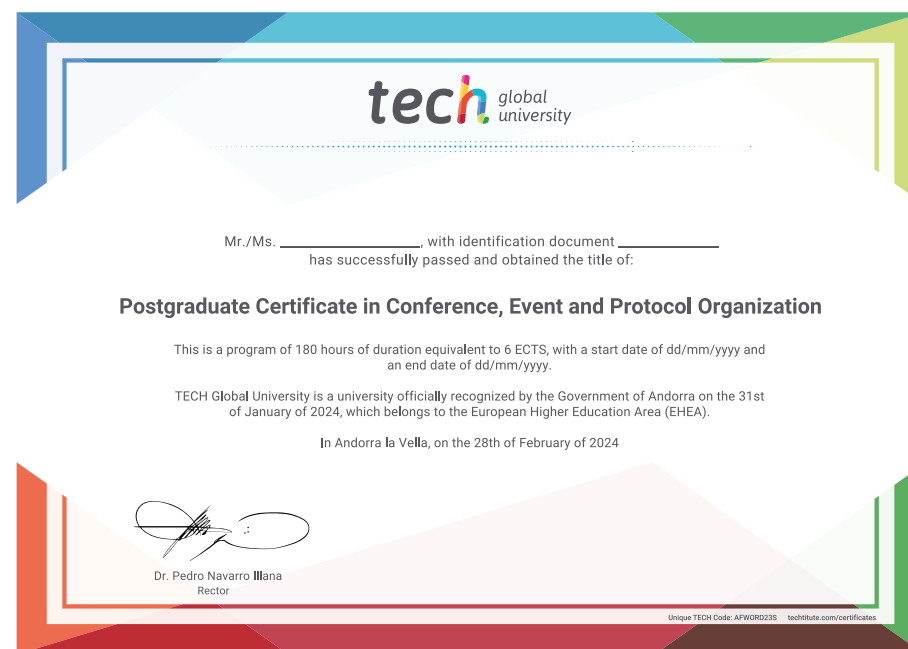 tech global university
Mr./Ms. ____________________, with identification document ______________
has successfully passed and obtained the title of:
Postgraduate Certificate in Conference, Event and Protocol Organization
This is a program of 180 hours of duration equivalent to 6 ECTS, with a start date of dd/mm/yyyy and
an end date of dd/mm/yyyy.
TECH Global University is a university officially recognized by the Government of Andorra on the 31st
of January of 2024, which belongs to the European Higher Education Area (EHEA).
In Andorra la Vella, on the 28th of February of 2024
Dr. Pedro Navarro Illana
Rector
Unique TECH Code: AFWORD23S techtitute.com/certificates